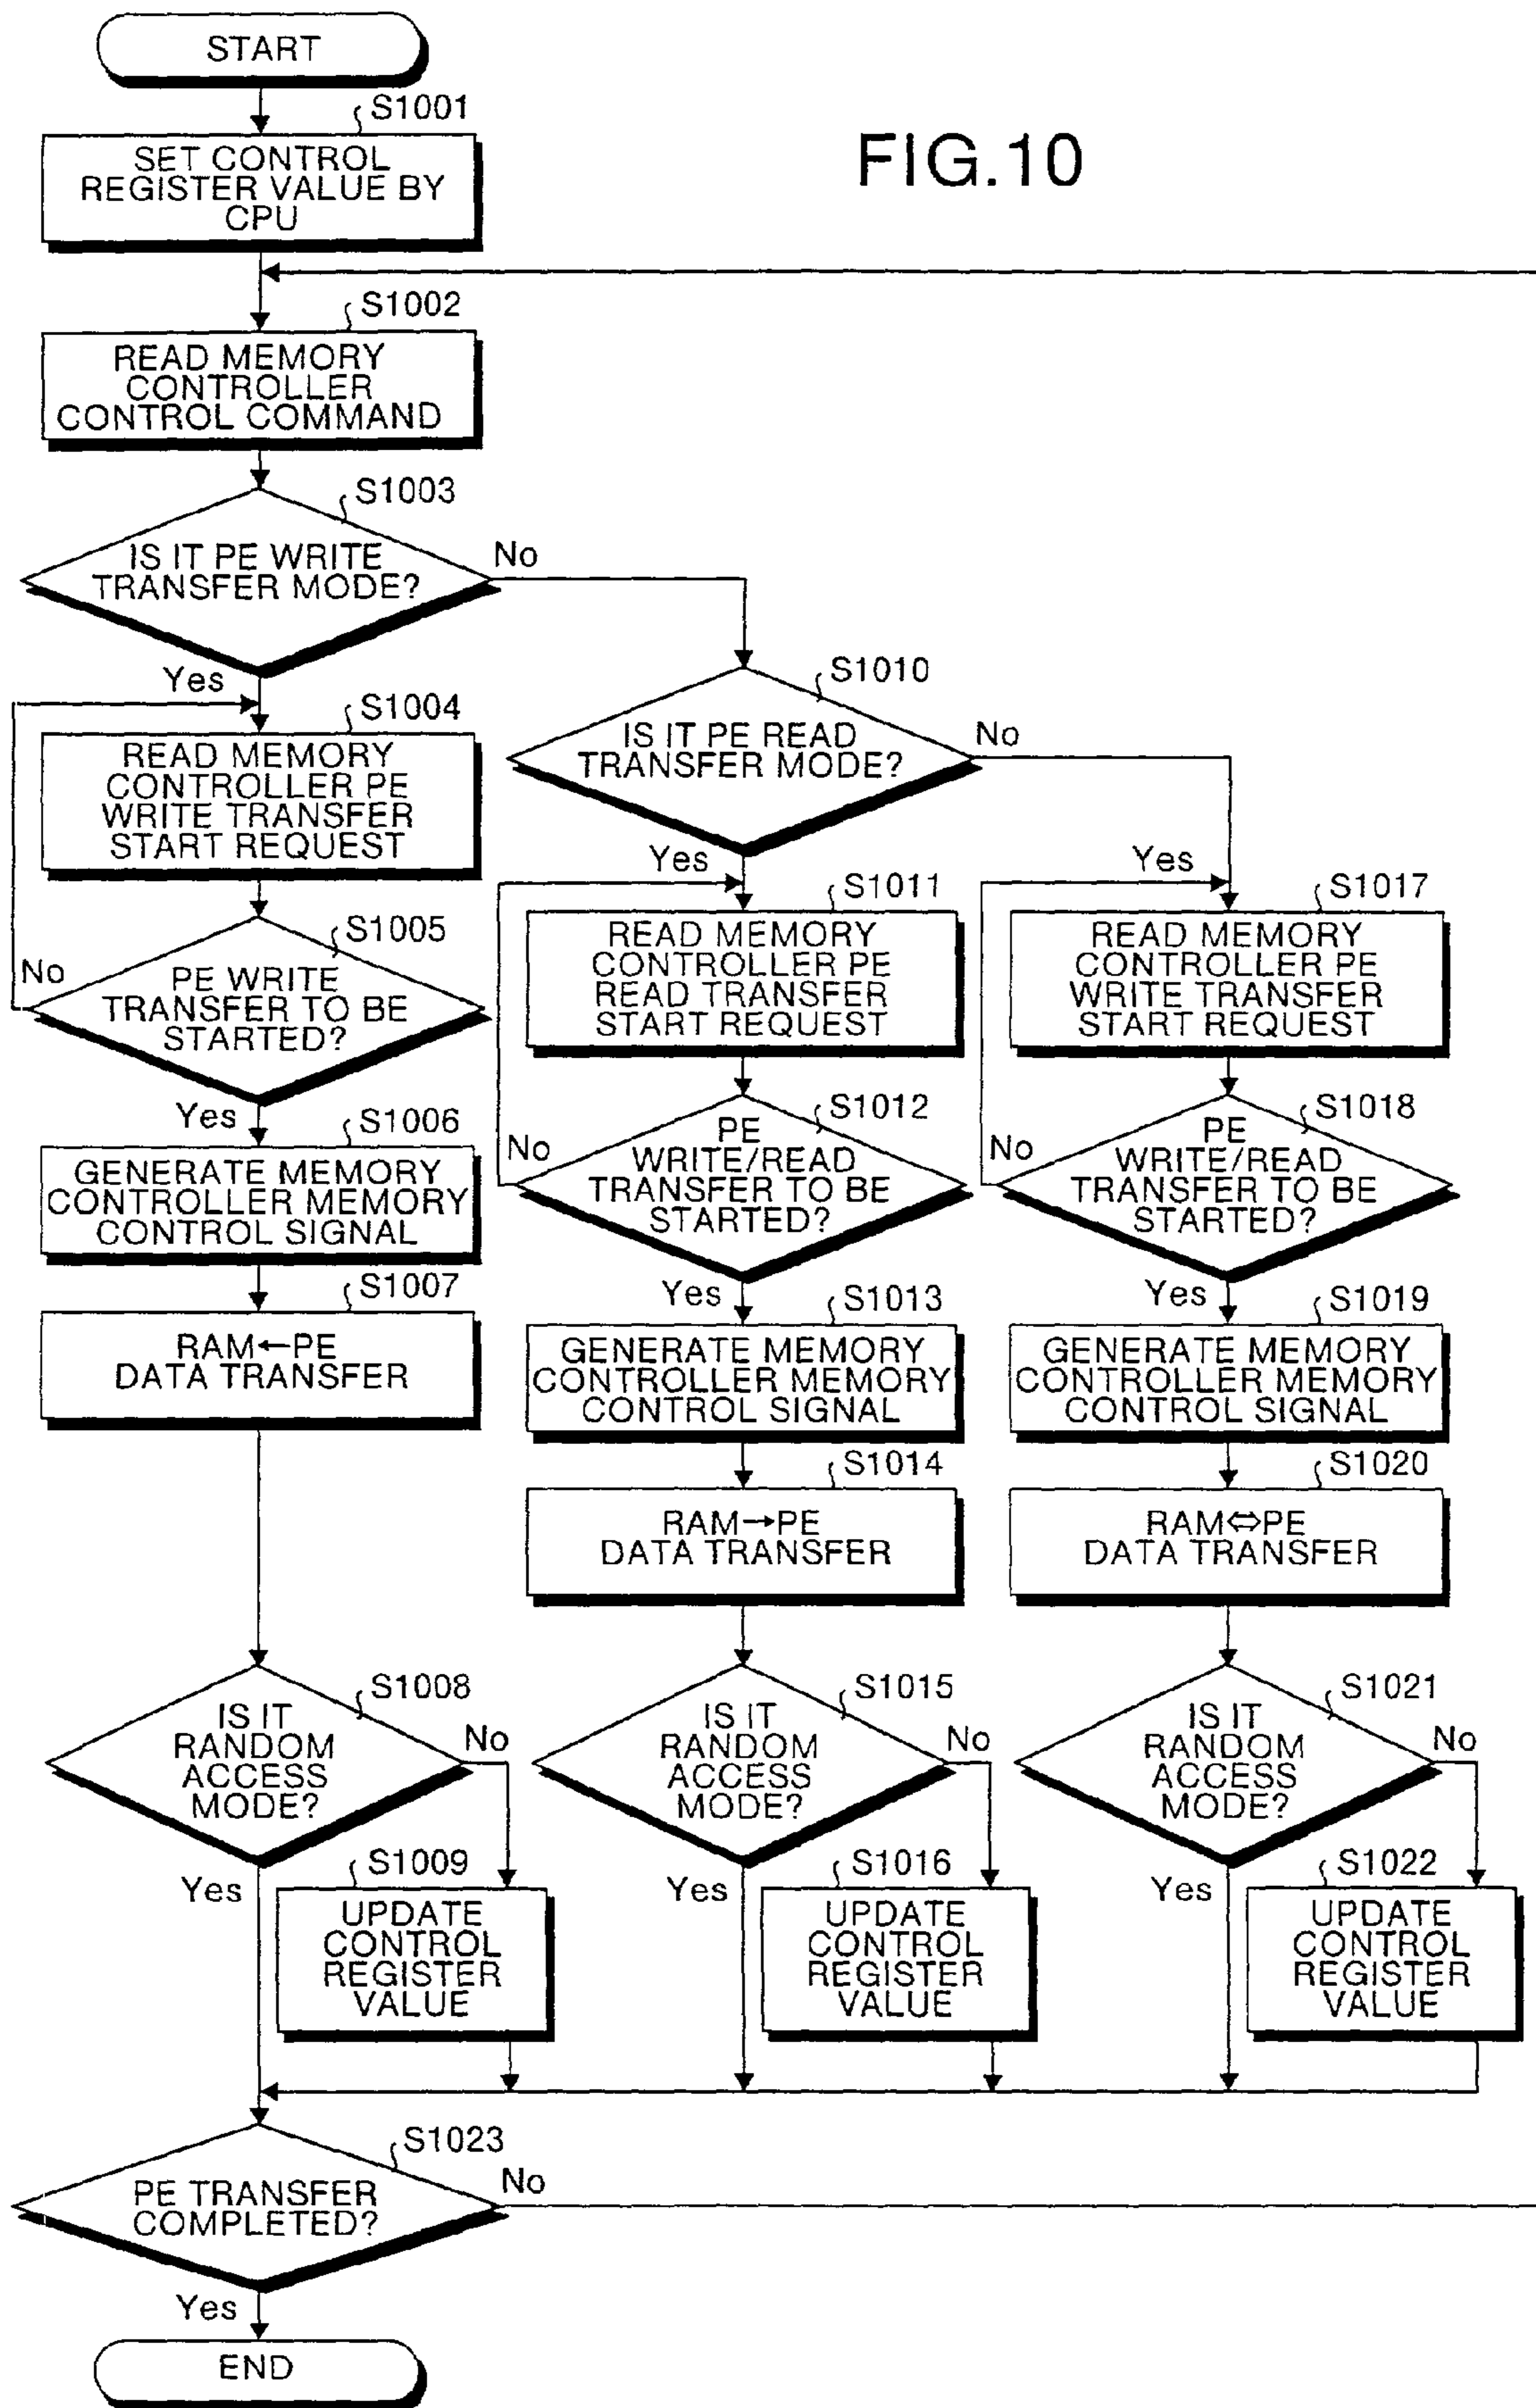 FIG.10
START
S1001
SET CONTROL
REGISTER VALUE BY
CPU
S1002
READ MEMORY
CONTROLLER
CONTROL COMMAND
S1003
IS IT PE WRITE
TRANSFER MODE?
No
Yes
S1004
READ MEMORY
CONTROLLER PE
WRITE TRANSFER
START REQUEST
S1005
No
PE WRITE
TRANSFER TO BE
STARTED?
Yes
S1006
GENERATE MEMORY
CONTROLLER MEMORY
CONTROL SIGNAL
S1007
RAM←PE
DATA TRANSFER
S1008
IS IT
RANDOM
ACCESS
MODE?
No
Yes
S1009
UPDATE
CONTROL
REGISTER
VALUE
S1010
IS IT PE READ
TRANSFER MODE?
No
Yes
S1011
READ MEMORY
CONTROLLER PE
READ TRANSFER
START REQUEST
S1012
No
PE
WRITE/READ
TRANSFER TO BE
STARTED?
Yes
S1013
GENERATE MEMORY
CONTROLLER MEMORY
CONTROL SIGNAL
S1014
RAM→PE
DATA TRANSFER
S1015
IS IT
RANDOM
ACCESS
MODE?
No
Yes
S1016
UPDATE
CONTROL
REGISTER
VALUE
Yes
S1017
READ MEMORY
CONTROLLER PE
WRITE TRANSFER
START REQUEST
S1018
No
PE
WRITE/READ
TRANSFER TO BE
STARTED?
Yes
S1019
GENERATE MEMORY
CONTROLLER MEMORY
CONTROL SIGNAL
S1020
RAM⇔PE
DATA TRANSFER
S1021
IS IT
RANDOM
ACCESS
MODE?
No
Yes
S1022
UPDATE
CONTROL
REGISTER
VALUE
S1023
PE TRANSFER
COMPLETED?
No
Yes
END